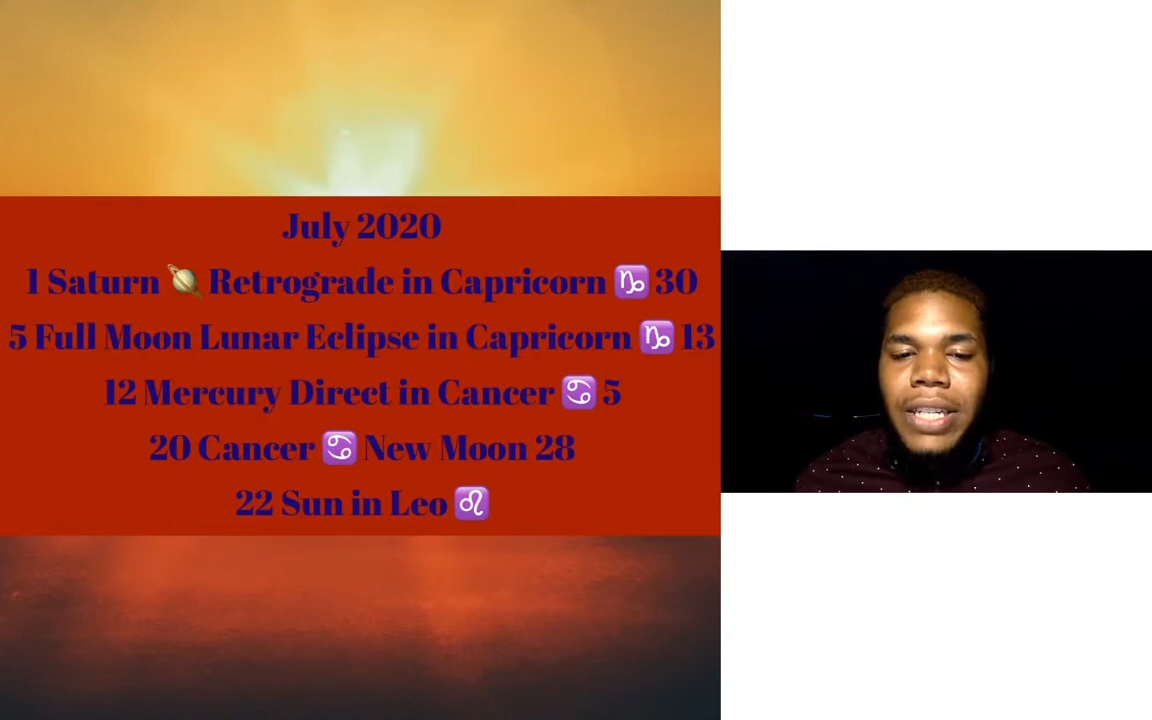 July 2020
1 Saturn 🪐 Retrograde in Capricorn ♑ 30
5 Full Moon Lunar Eclipse in Capricorn ♑ 13
12 Mercury Direct in Cancer ♋ 5
20 Cancer ♋ New Moon 28
22 Sun in Leo ♌